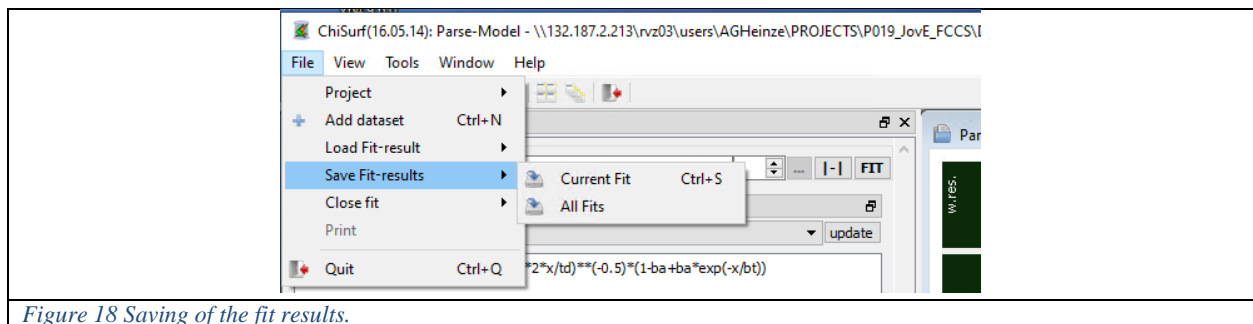 ChiSurf(16.05.14): Parse-Model - \\132.187.2.213\rvz03\users\AGHeinze\PROJECTS\P019_JovE_FCCS\
File View Tools Window Help
Project
Add dataset Ctrl+N
Load Fit-result
Save Fit-results
Current Fit Ctrl+S
All Fits
Close fit
Print
Quit Ctrl+Q
... |-| FIT
update
*2*x/td)**(-0.5)*(1-ba+ba*exp(-x/bt))
Par
w.res.
Figure 18 Saving of the fit results.